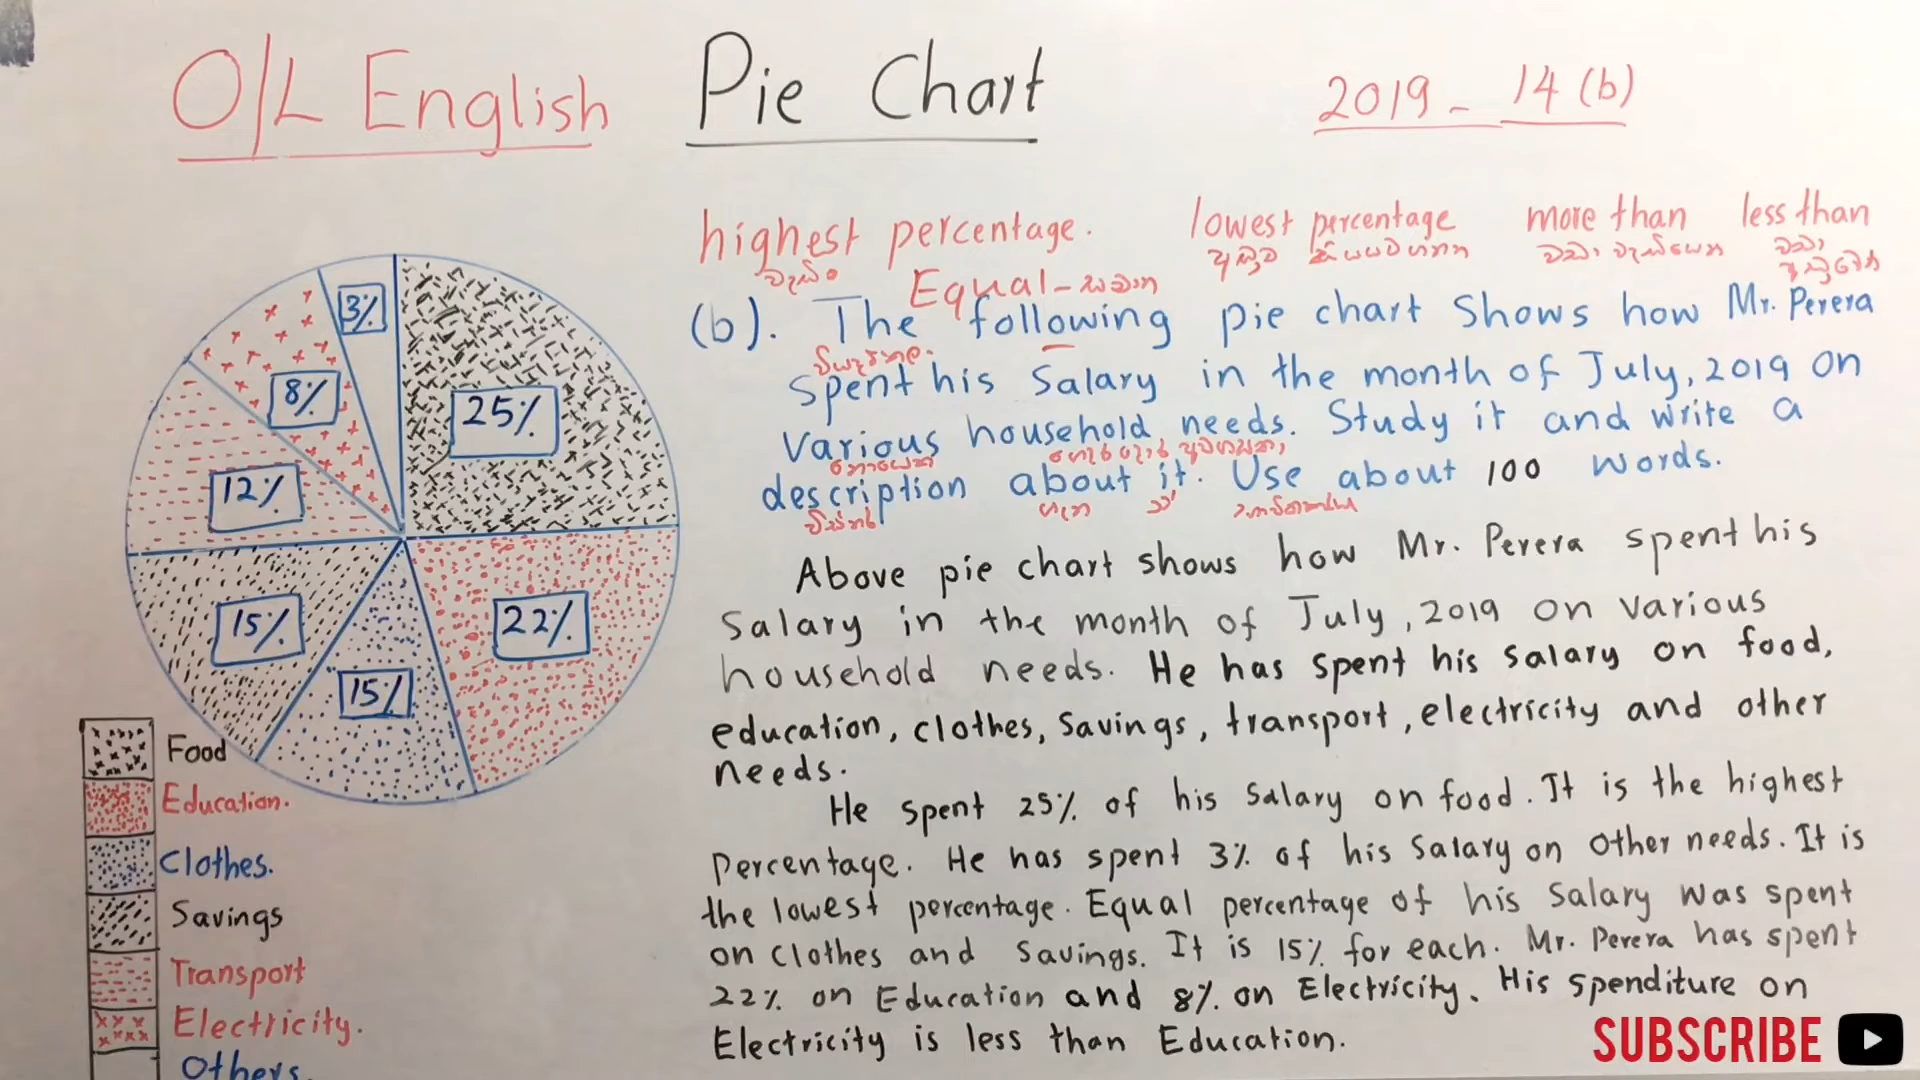 O/L English Pie Chart 2019 - 14 (b)
highest percentage. lowest percentage more than less than
වැඩිම අඩුම
Equal - සමාන
(b). The following pie chart shows how Mr. Perera
spent his salary in the month of July, 2019 on
various household needs. Study it and write a
description about it. Use about 100 words.
ගැන
Above pie chart shows how Mr. Perera spent his
salary in the month of July, 2019 on various
household needs. He has spent his salary on food,
education, clothes, savings, transport, electricity and other
needs.
He spent 25% of his salary on food. It is the highest
percentage. He has spent 3% of his salary on other needs. It is
the lowest percentage. Equal percentage of his salary was spent
on clothes and savings. It is 15% for each. Mr. Perera has spent
22% on Education and 8% on Electricity. His spenditure on
Electricity is less than Education.
3%
8%
25%
12%
15%
15%
22%
Food
Education.
Clothes.
Savings
Transport
Electricity.
Others.
SUBSCRIBE